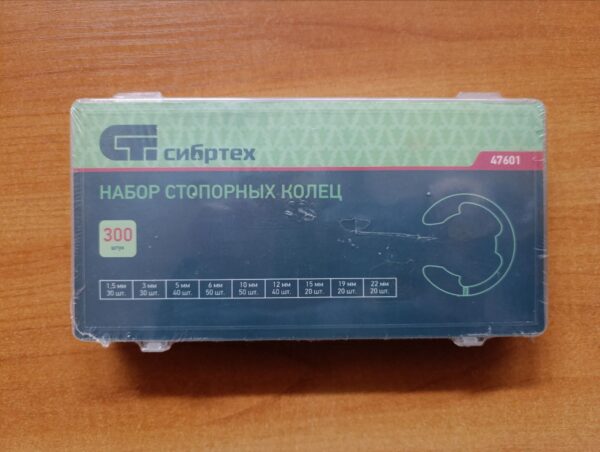 СТi сибртех
47601
НАБОР СТОПОРНЫХ КОЛЕЦ
300
штук
1,5 мм 3 мм 5 мм 6 мм 10 мм 12 мм 15 мм 19 мм 22 мм
30 шт. 30 шт. 40 шт. 50 шт. 50 шт. 40 шт. 20 шт. 20 шт. 20 шт.